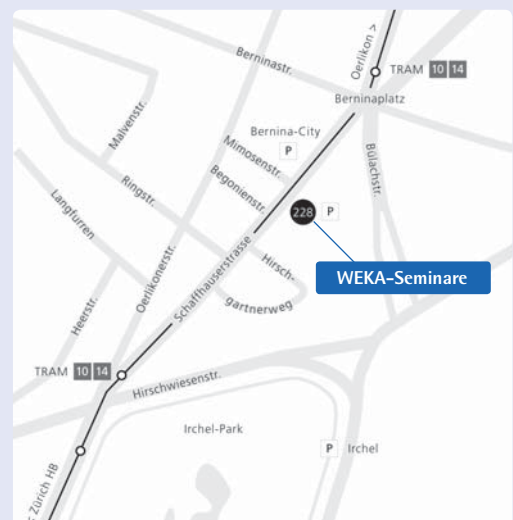 Oerlikon >
Berninastr.
TRAM 10 14
Berninaplatz
Malvenstr.
Bernina-City
P
Mimosenstr.
Bülachstr.
Begonienstr.
Ringstr.
Langfurren
228 P
Schaffhauserstrasse
Hirsch-
gartnerweg
WEKA-Seminare
Oerlikonerstr.
Heerstr.
TRAM 10 14
Hirschwiesenstr.
Irchel-Park
P Irchel
< Zürich HB